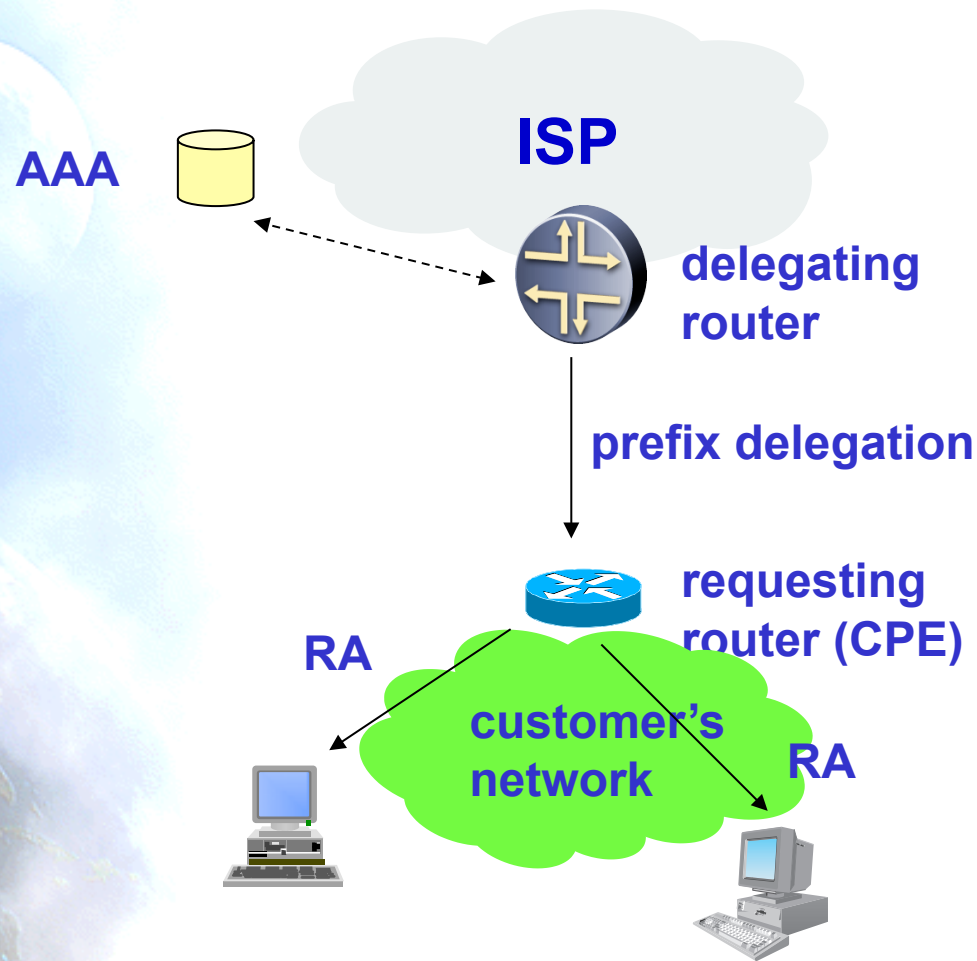 ISP
AAA
delegating
router
prefix delegation
requesting
router (CPE)
RA
customer’s
network
RA